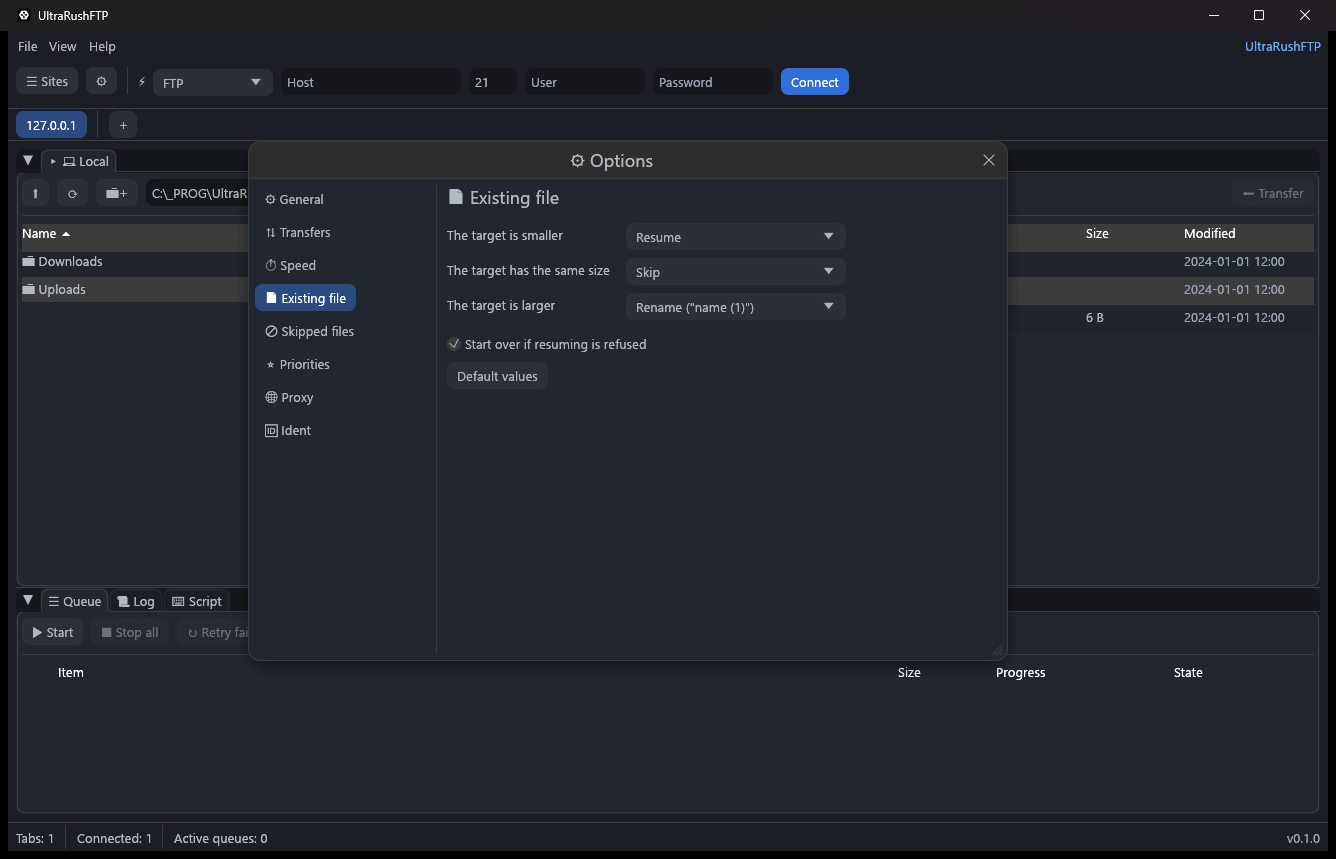 UltraRushFTP
File View Help UltraRushFTP
Sites FTP Host 21 User Password Connect
127.0.0.1 +
Local
C:\_PROG\UltraR
Transfer
Name Size Modified
Downloads 2024-01-01 12:00
Uploads 2024-01-01 12:00
6 B 2024-01-01 12:00
Options
General
Transfers
Speed
Existing file
Skipped files
Priorities
Proxy
ID Ident
Existing file
The target is smaller Resume
The target has the same size Skip
The target is larger Rename ("name (1)")
Start over if resuming is refused
Default values
Queue Log Script
Start Stop all Retry fai
Item Size Progress State
Tabs: 1 Connected: 1 Active queues: 0 v0.1.0